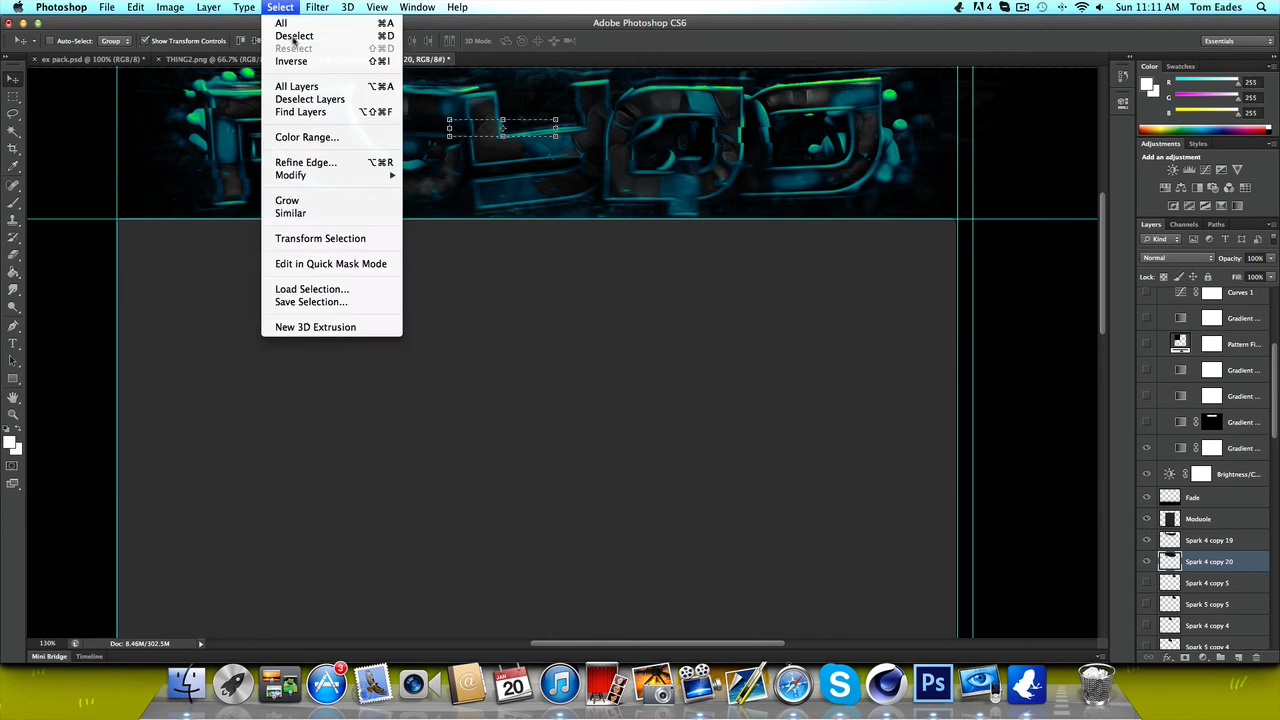 Photoshop File Edit Image Layer Type Select Filter 3D View Window Help 4 Sun 11:11 AM Tom Eades
Adobe Photoshop CS6
Auto-Select: Group Show Transform Controls 3D Mode: Essentials
ex pack.psd @ 100% (RGB/8) * THING2.png @ 66.7% 20, RGB/8#) *
All ⌘A
Deselect ⌘D
Reselect ⇧⌘D
Inverse ⇧⌘I
All Layers ⌥⌘A
Deselect Layers
Find Layers ⌥⇧⌘F
Color Range...
Refine Edge... ⌥⌘R
Modify
Grow
Similar
Transform Selection
Edit in Quick Mask Mode
Load Selection...
Save Selection...
New 3D Extrusion
Color Swatches
R 255
G 255
B 255
Adjustments Styles
Add an adjustment
Layers Channels Paths
Kind
Normal Opacity: 100%
Lock: Fill: 100%
Curves 1
Gradient ...
Pattern Fi...
Gradient ...
Gradient ...
Gradient ...
Gradient ...
Brightness/C...
Fade
Moduole
Spark 4 copy 19
Spark 4 copy 20
Spark 4 copy 5
Spark 5 copy 5
Spark 4 copy 4
Spark 5 copy 4
130% Doc: 8.46M/302.5M
Mini Bridge Timeline
3
JAN
20
Ps